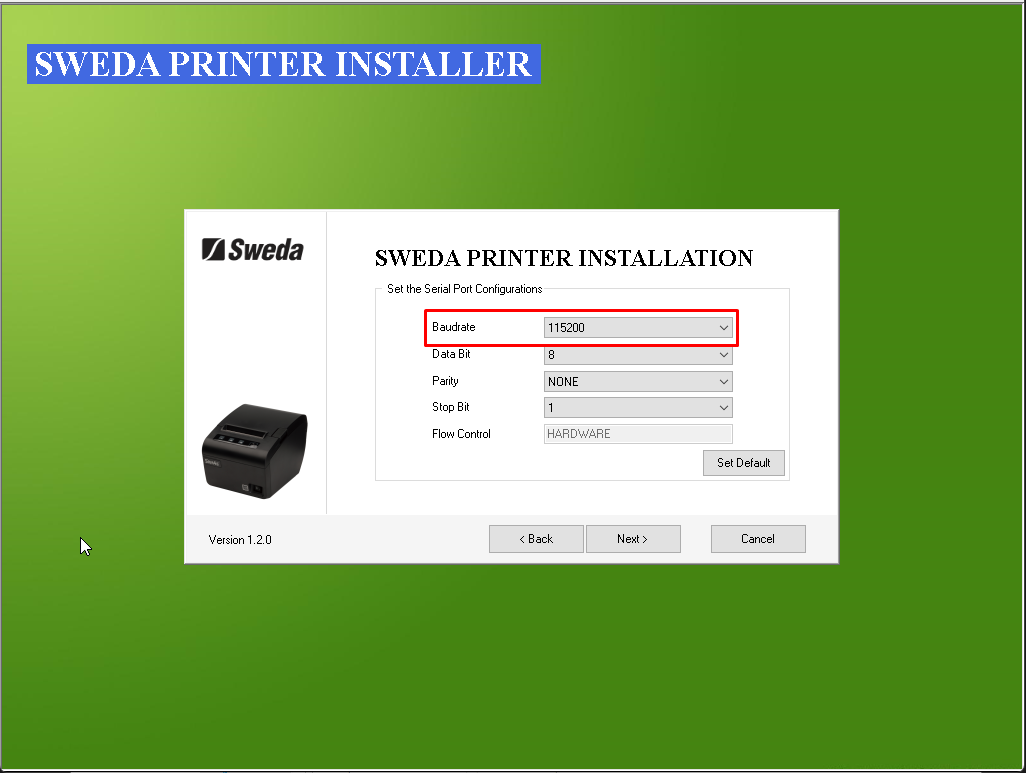 SWEDA PRINTER INSTALLER
Sweda
SWEDA PRINTER INSTALLATION
Set the Serial Port Configurations
Baudrate 115200
Data Bit 8
Parity NONE
Stop Bit 1
Flow Control HARDWARE
Set Default
Sweda
Version 1.2.0
< Back Next > Cancel